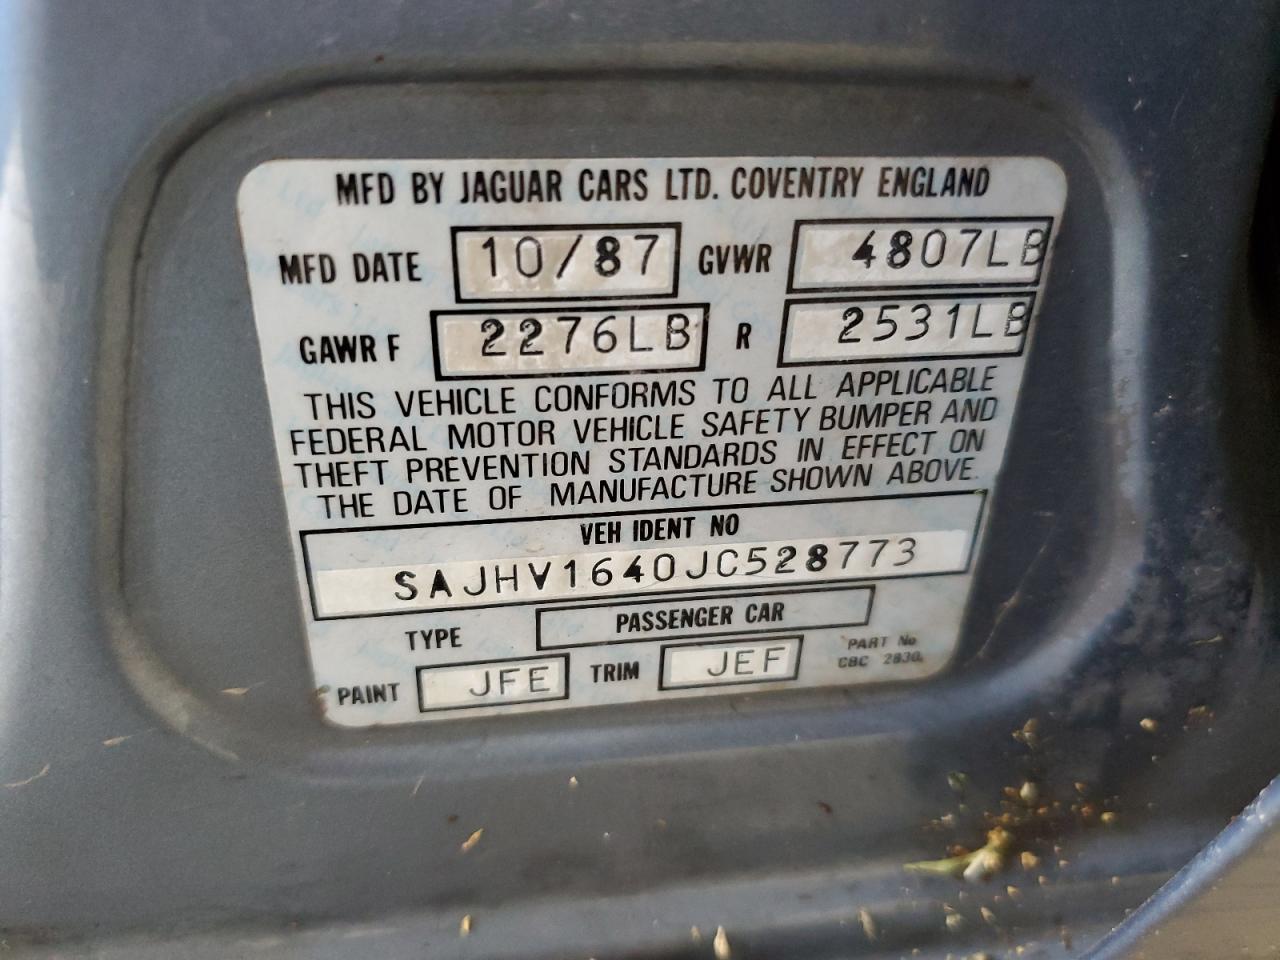 MFD BY JAGUAR CARS LTD. COVENTRY ENGLAND
MFD DATE 10/87 GVWR 4807LB
GAWR F 2276LB R 2531LB
THIS VEHICLE CONFORMS TO ALL APPLICABLE
FEDERAL MOTOR VEHICLE SAFETY BUMPER AND
THEFT PREVENTION STANDARDS IN EFFECT ON
THE DATE OF MANUFACTURE SHOWN ABOVE.
VEH IDENT NO
SAJHV1640JC528773
TYPE PASSENGER CAR
PAINT JFE TRIM JEF
PART No
CBC 2830